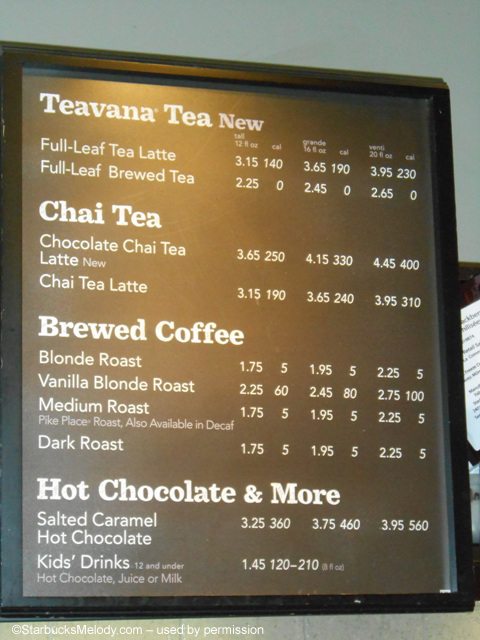 Teavana® Tea New
tall grande venti
12 fl oz cal 16 fl oz cal 20 fl oz cal
Full-Leaf Tea Latte 3.15 140 3.65 190 3.95 230
Full-Leaf Brewed Tea 2.25 0 2.45 0 2.65 0
Chai Tea
Chocolate Chai Tea
Latte New 3.65 250 4.15 330 4.45 400
Chai Tea Latte 3.15 190 3.65 240 3.95 310
Brewed Coffee
Blonde Roast 1.75 5 1.95 5 2.25 5
Vanilla Blonde Roast 2.25 60 2.45 80 2.75 100
Medium Roast 1.75 5 1.95 5 2.25 5
Pike Place® Roast, Also Available in Decaf
Dark Roast 1.75 5 1.95 5 2.25 5
Hot Chocolate & More
Salted Caramel 3.25 360 3.75 460 3.95 560
Hot Chocolate
Kids' Drinks 12 and under 1.45 120–210 (8 fl oz)
Hot Chocolate, Juice or Milk
©StarbucksMelody.com – used by permission